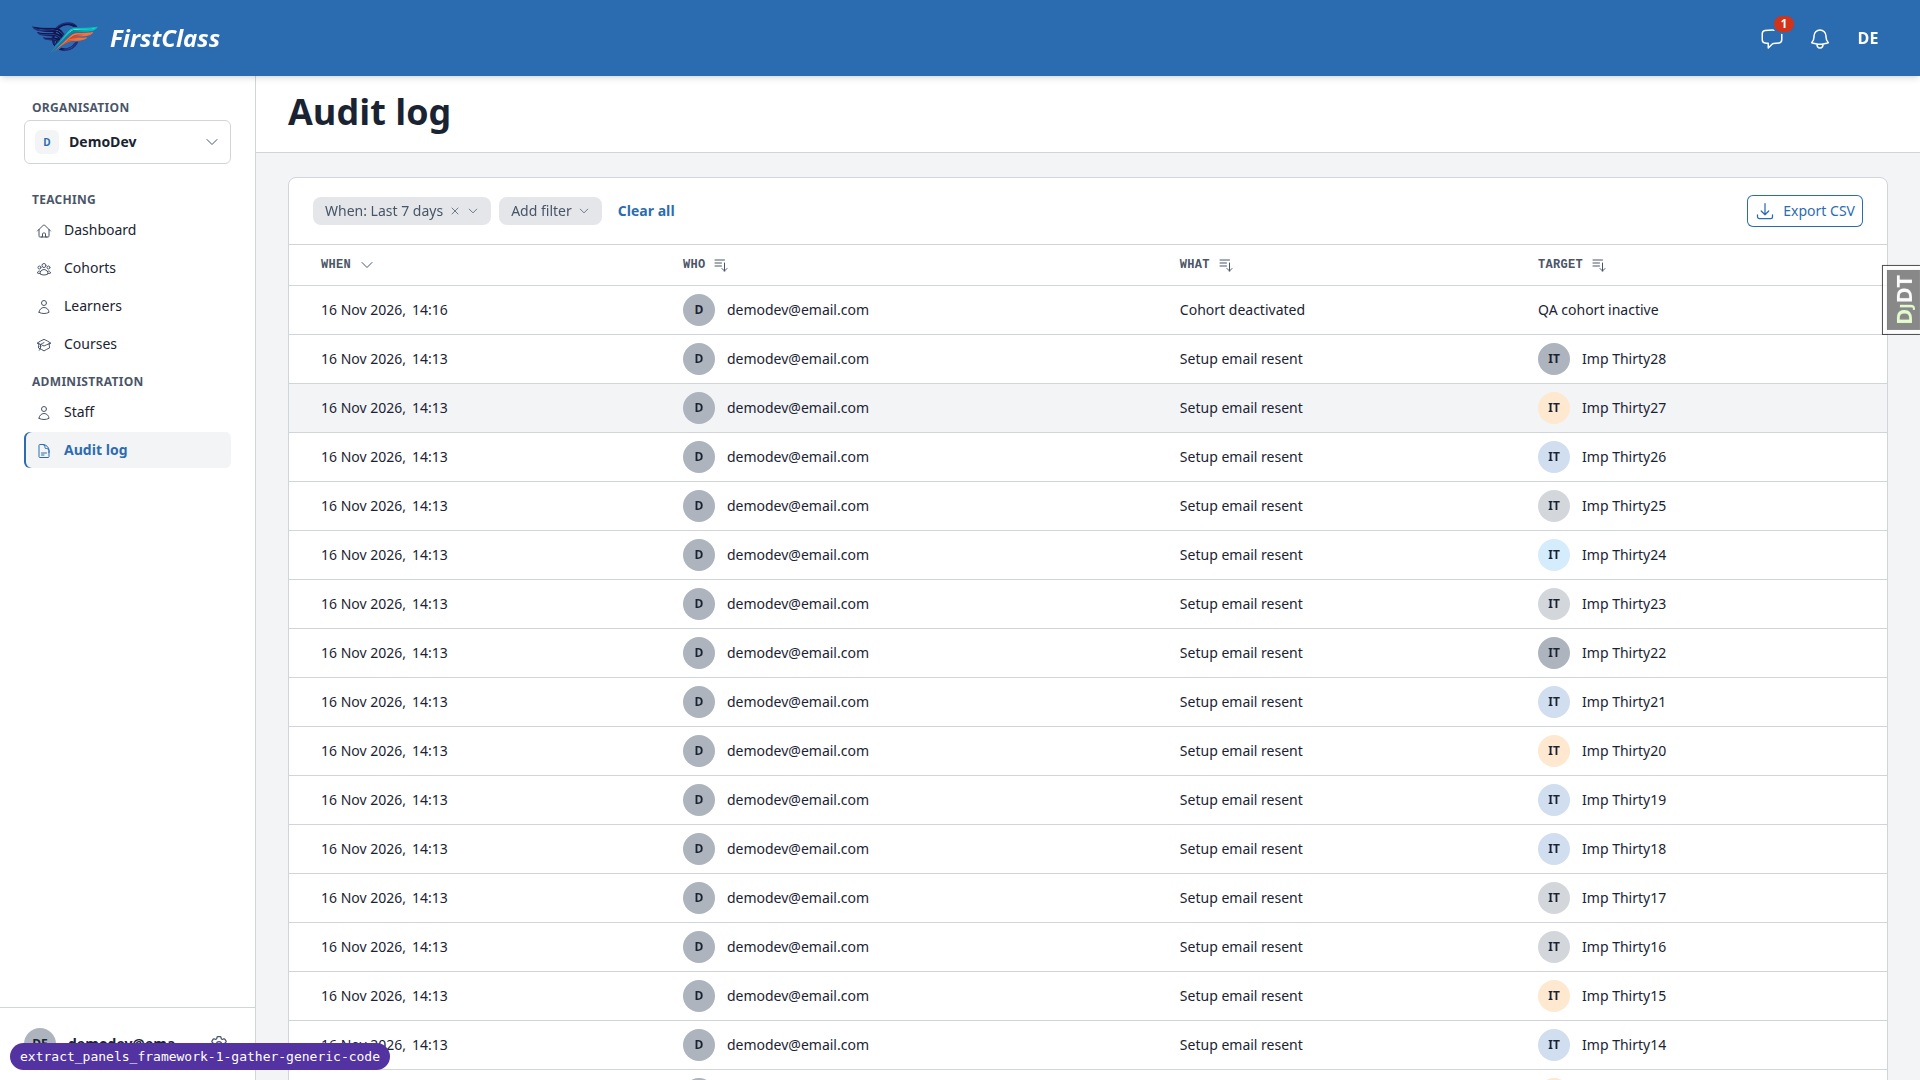 FirstClass
1
DE
ORGANISATION
D DemoDev
TEACHING
Dashboard
Cohorts
Learners
Courses
ADMINISTRATION
Staff
Audit log
Audit log
When: Last 7 days
Add filter
Clear all
Export CSV
WHEN WHO WHAT TARGET
16 Nov 2026, 14:16 D demodev@email.com Cohort deactivated QA cohort inactive
16 Nov 2026, 14:13 D demodev@email.com Setup email resent IT Imp Thirty28
16 Nov 2026, 14:13 D demodev@email.com Setup email resent IT Imp Thirty27
16 Nov 2026, 14:13 D demodev@email.com Setup email resent IT Imp Thirty26
16 Nov 2026, 14:13 D demodev@email.com Setup email resent IT Imp Thirty25
16 Nov 2026, 14:13 D demodev@email.com Setup email resent IT Imp Thirty24
16 Nov 2026, 14:13 D demodev@email.com Setup email resent IT Imp Thirty23
16 Nov 2026, 14:13 D demodev@email.com Setup email resent IT Imp Thirty22
16 Nov 2026, 14:13 D demodev@email.com Setup email resent IT Imp Thirty21
16 Nov 2026, 14:13 D demodev@email.com Setup email resent IT Imp Thirty20
16 Nov 2026, 14:13 D demodev@email.com Setup email resent IT Imp Thirty19
16 Nov 2026, 14:13 D demodev@email.com Setup email resent IT Imp Thirty18
16 Nov 2026, 14:13 D demodev@email.com Setup email resent IT Imp Thirty17
16 Nov 2026, 14:13 D demodev@email.com Setup email resent IT Imp Thirty16
16 Nov 2026, 14:13 D demodev@email.com Setup email resent IT Imp Thirty15
2026, 14:13 D demodev@email.com Setup email resent IT Imp Thirty14
DjDT
DE demodev@ema...
extract_panels_framework-1-gather-generic-code